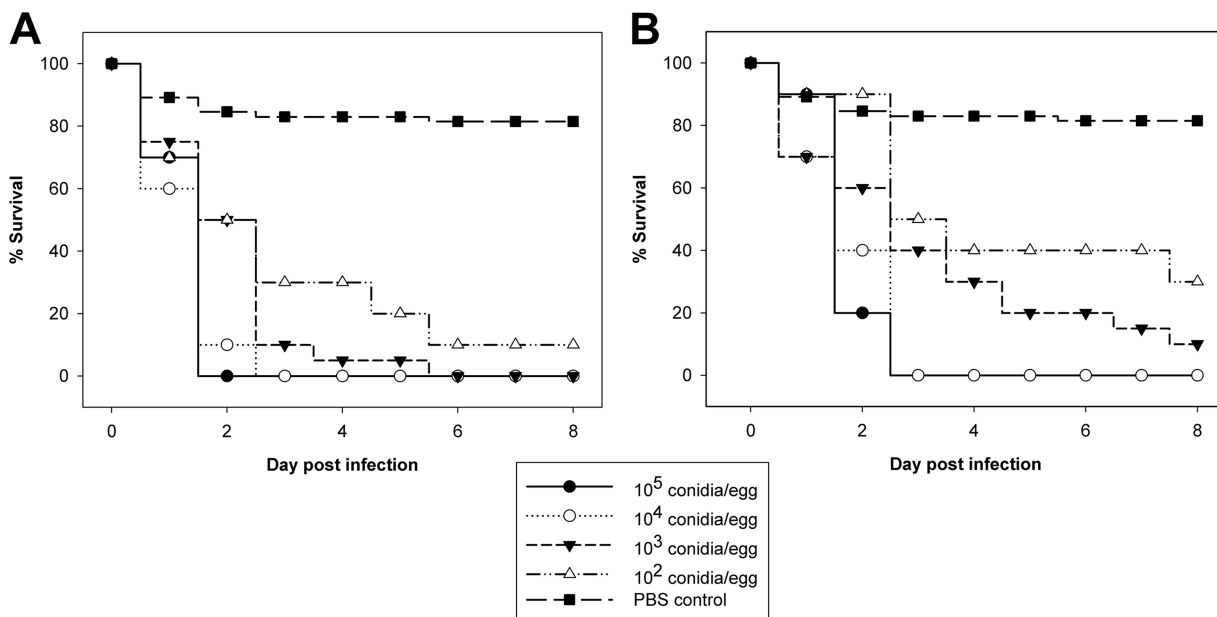 A
B
100
80
60
40
20
0
% Survival
0 2 4 6 8
Day post infection
100
80
60
40
20
0
% Survival
0 2 4 6 8
Day post infection
10⁵ conidia/egg
10⁴ conidia/egg
10³ conidia/egg
10² conidia/egg
PBS control